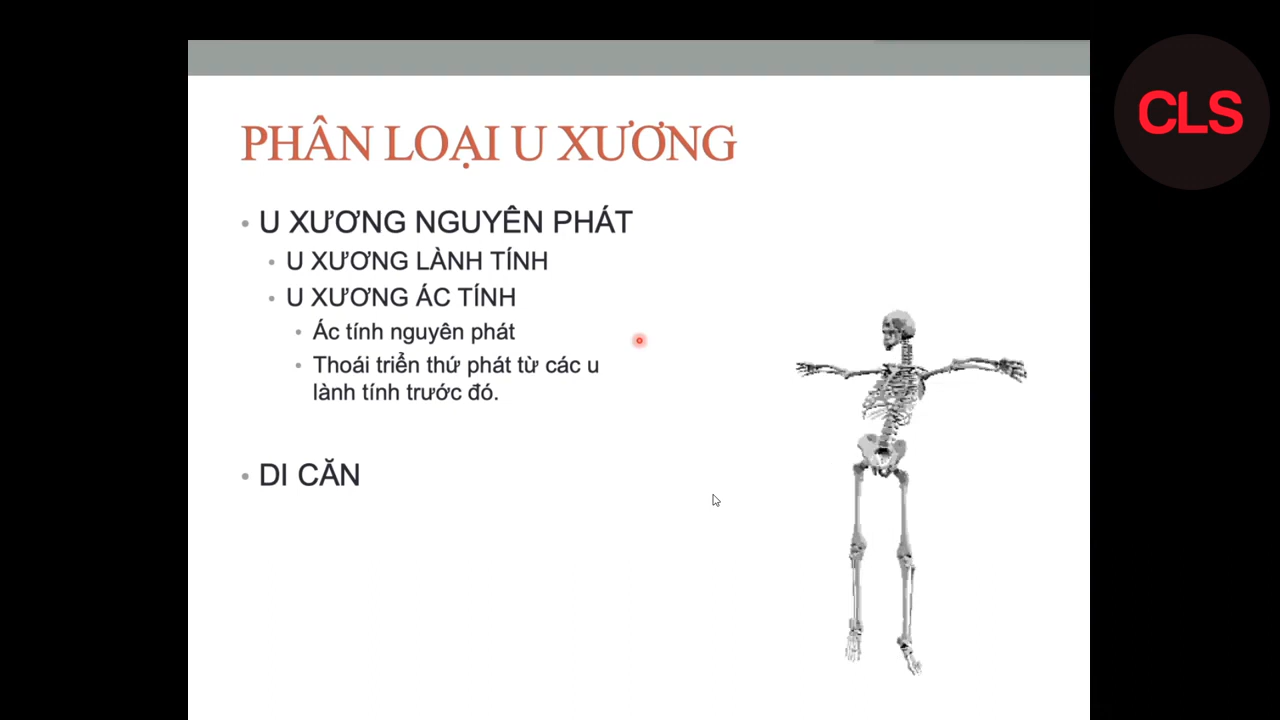 CLS
PHÂN LOẠI U XƯƠNG
• U XƯƠNG NGUYÊN PHÁT
• U XƯƠNG LÀNH TÍNH
• U XƯƠNG ÁC TÍNH
• Ác tính nguyên phát
• Thoái triển thứ phát từ các u
lành tính trước đó.
• DI CĂN